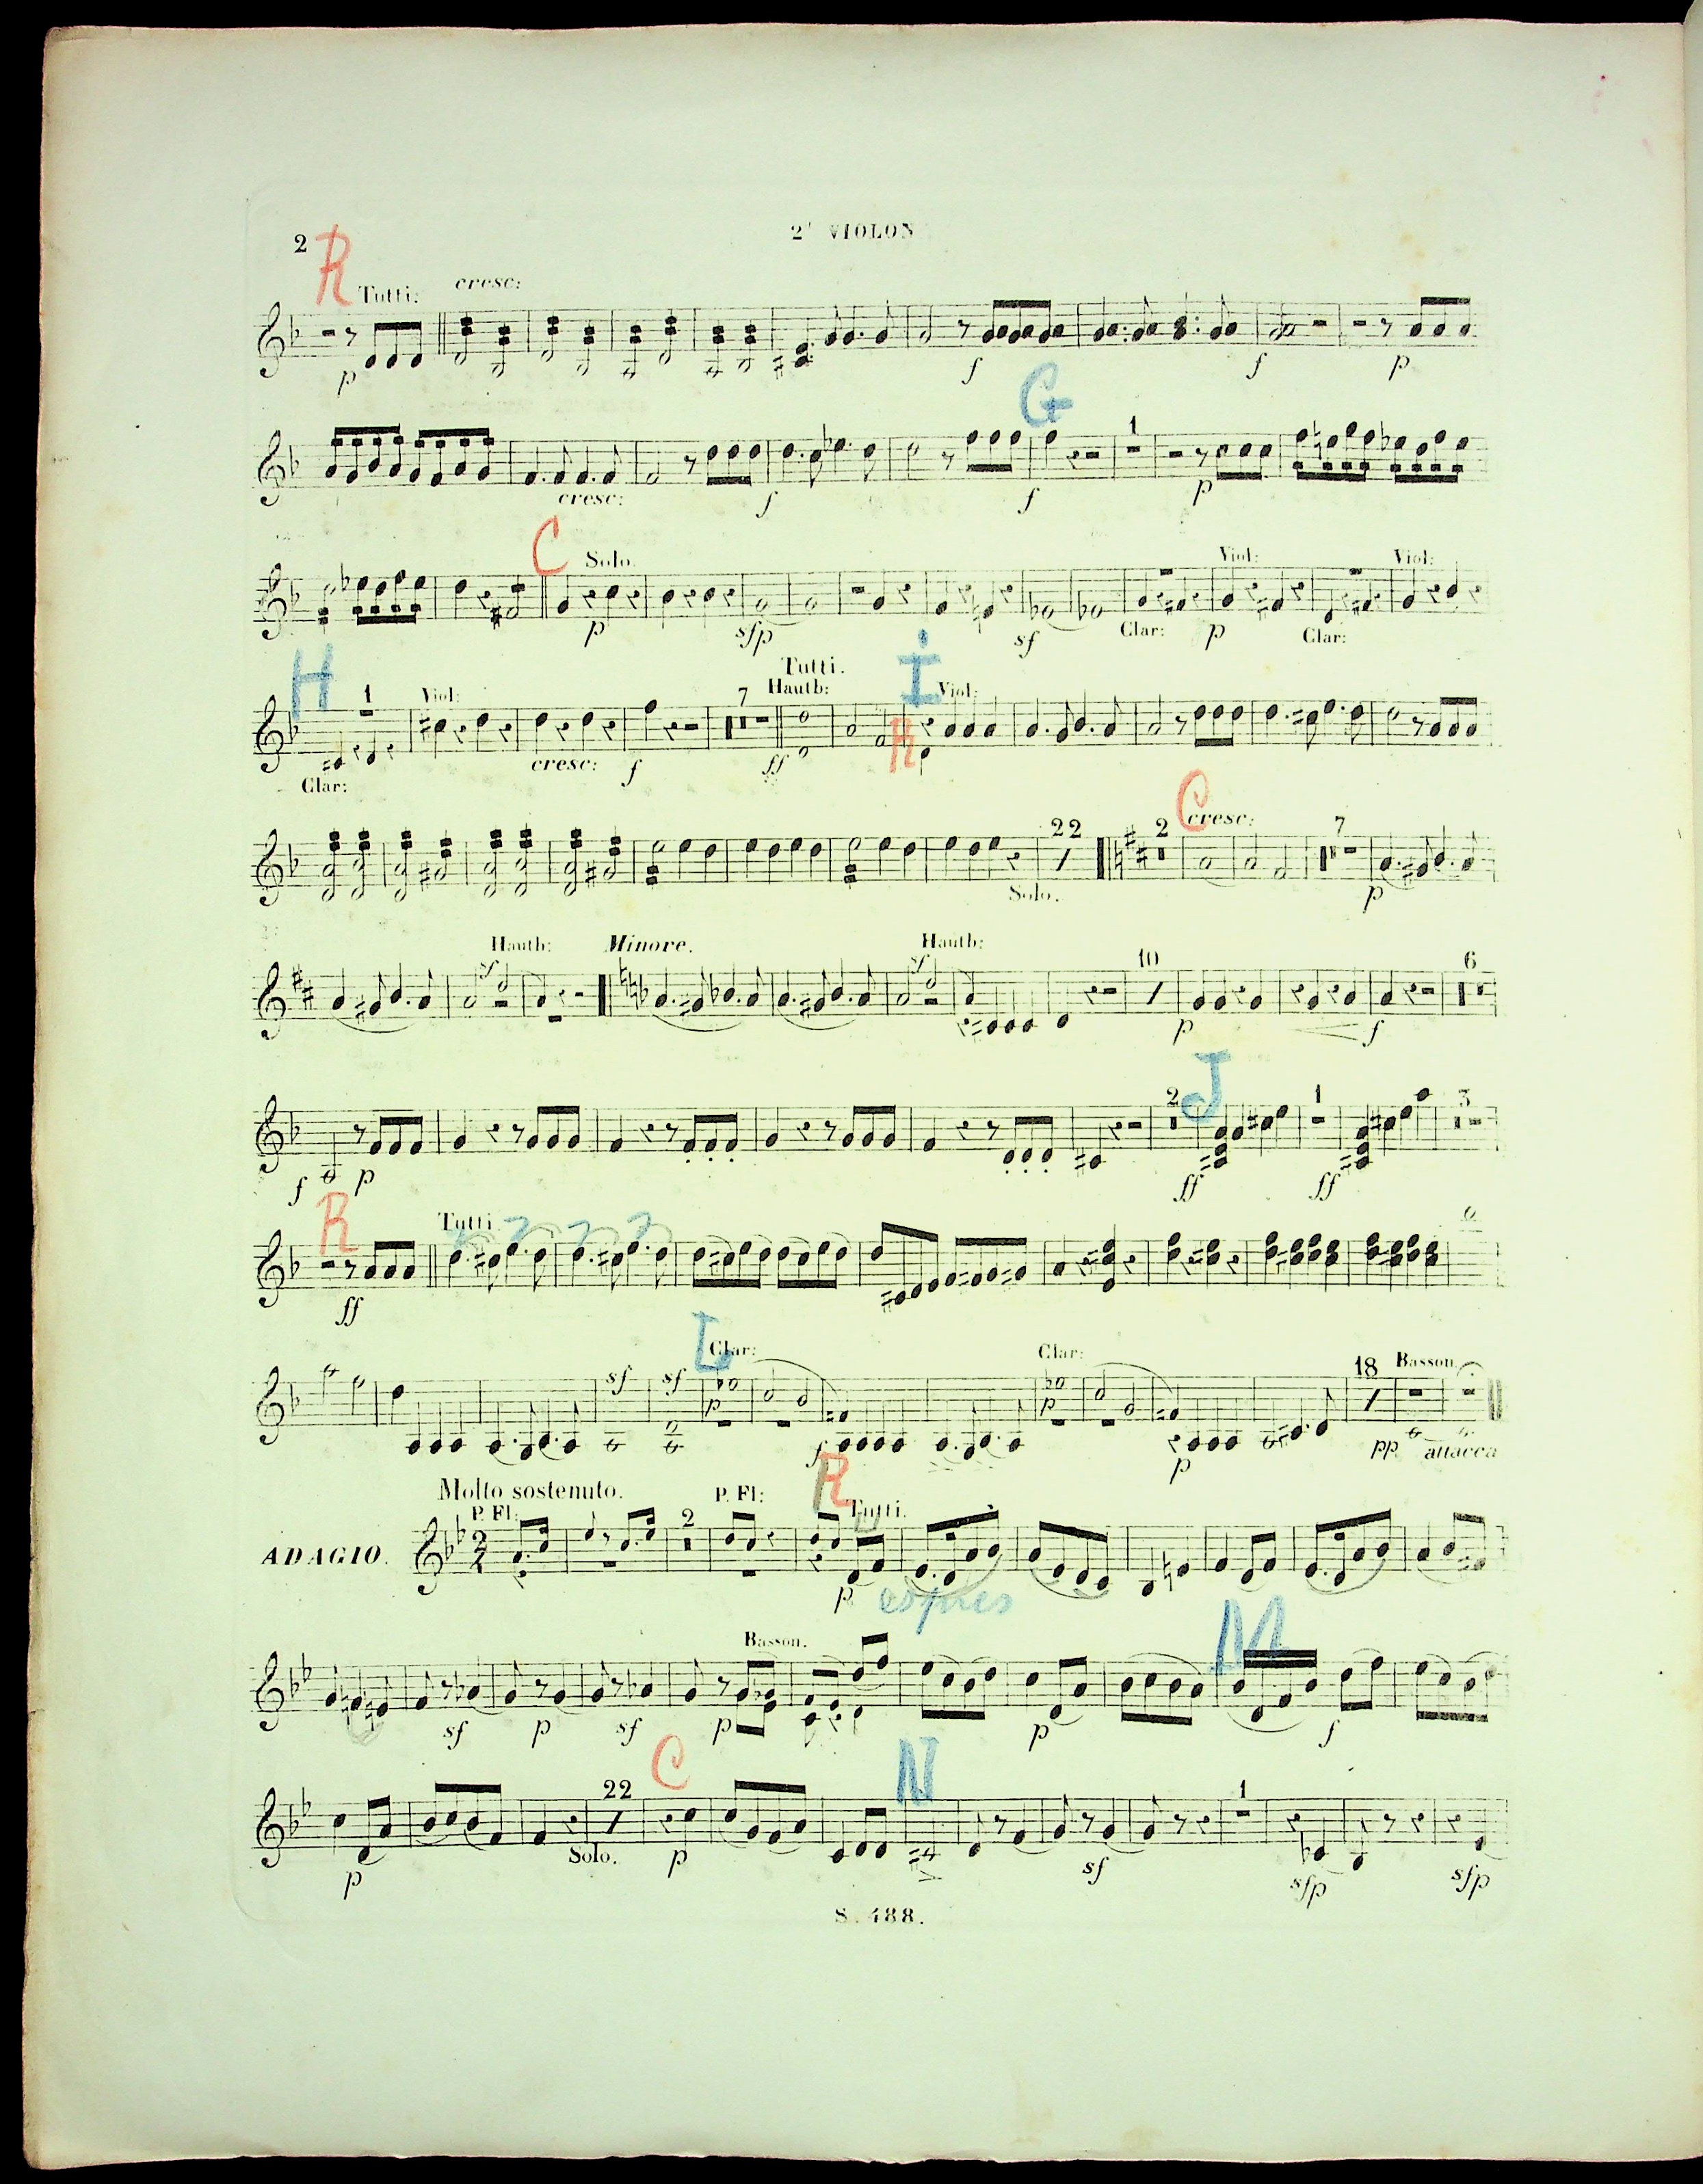 2 2ᵈ VIOLON
R Tutti: cresc:
p f f p
G
cresc: f f 1 p
C Solo. Viol: Viol:
p sfp sf Clar: p Clar:
H 1 Viol: 7 Tutti. Hautb: I Viol:
R
Clar: cresc: f ff
C
22 2 cresc: 7
Solo. p
Hautb: Minore. Hautb:
sf sf 10 6
p f
J
2 1 3
f p ff ff
R Tutti
ff
L Clar: Clar: 18 Basson
sf sf p p
f p pp attacca
Molto sostenuto.
P. Fl: 2 P. Fl: R Tutti.
ADAGIO. 2 4
p espres
Basson. M
sf p sf p p f
22 C N 1
p Solo. p sf sfp sfp
S. 488.